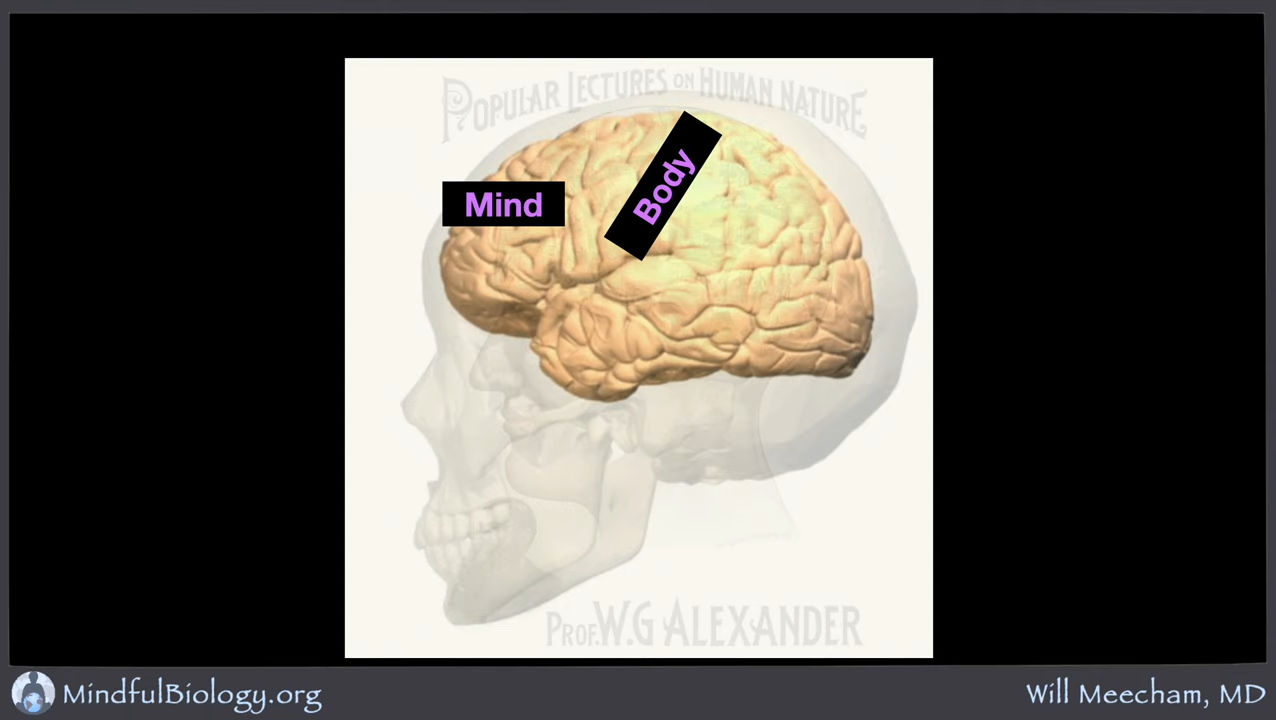 POPULAR LECTURES ON HUMAN NATURE
Mind
Body
PROF. W.G ALEXANDER
MindfulBiology.org
Will Meecham, MD